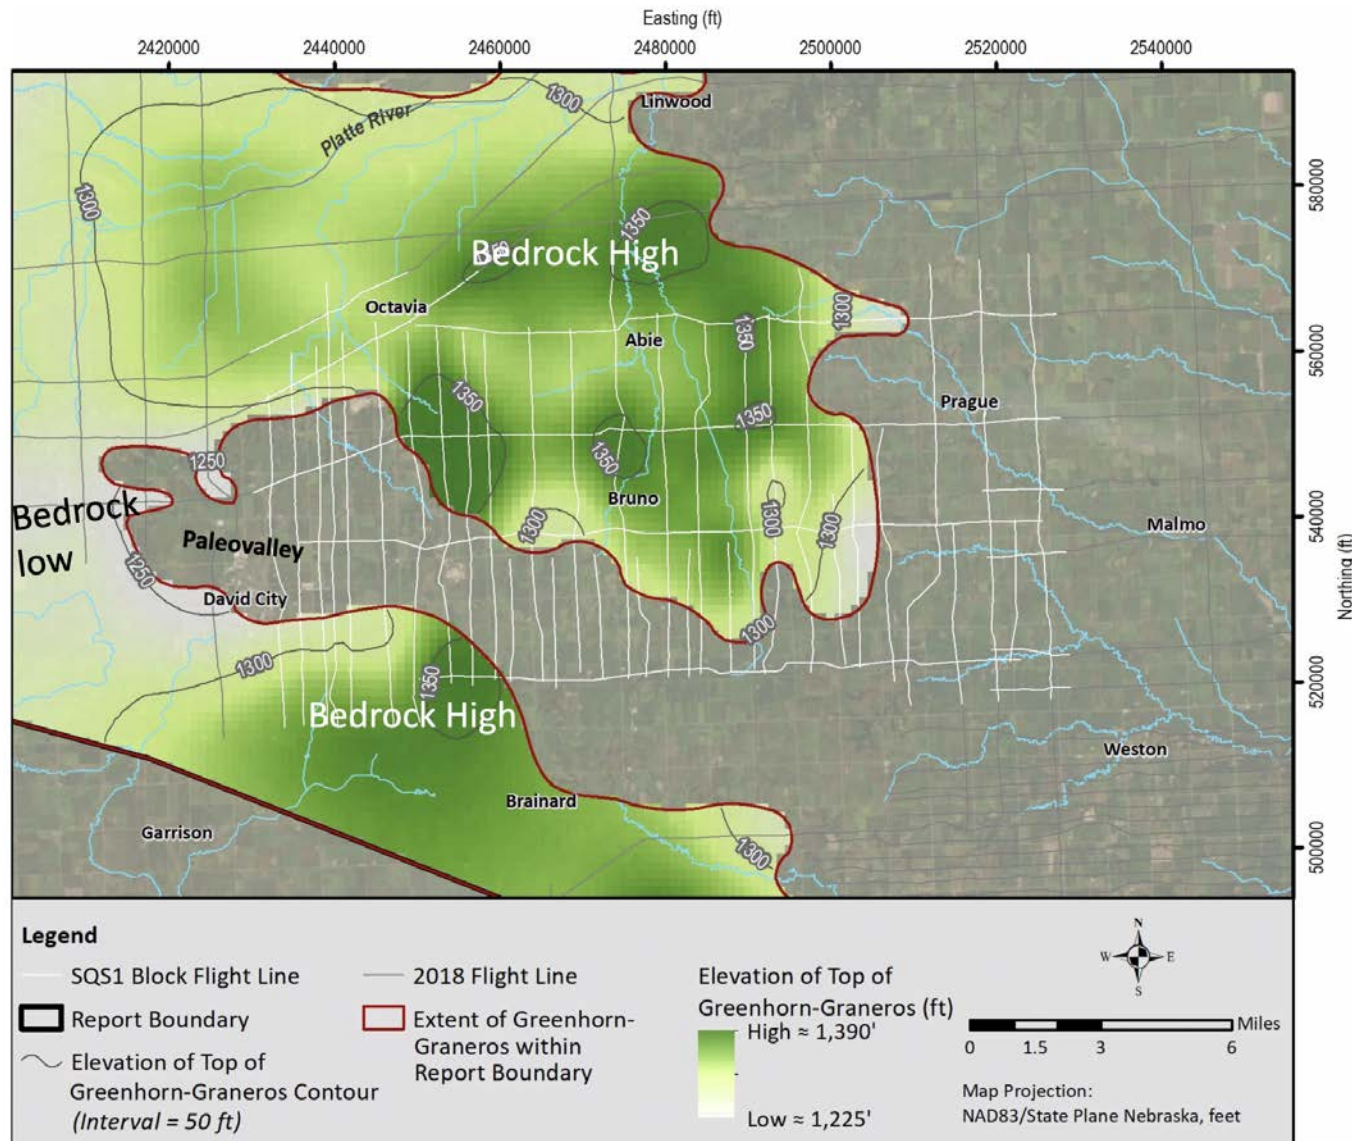 Easting (ft)
2420000
2440000
2460000
2480000
2500000
2520000
2540000
1300
Linwood
Platte River
580000
1300
1350
Bedrock High
Octavia
1300
1350
Abie
560000
1350
Prague
1350
1250
1350
Bruno
Bedrock
low
Paleovalley
1300
1300
1300
Malmo
540000
Northing (ft)
1250
David City
1300
1300
1350
520000
Bedrock High
Weston
Brainard
Garrison
1300
500000
Legend
SQS1 Block Flight Line
2018 Flight Line
Report Boundary
Extent of Greenhorn-
Graneros within
Report Boundary
Elevation of Top of
Greenhorn-Graneros Contour
(Interval = 50 ft)
Elevation of Top of
Greenhorn-Graneros (ft)
High ≈ 1,390'
Low ≈ 1,225'
N
W
E
S
Miles
0
1.5
3
6
Map Projection:
NAD83/State Plane Nebraska, feet